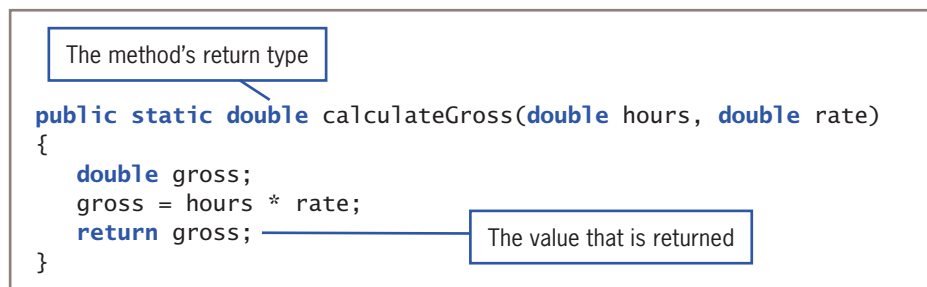 The method's return type
public static double calculateGross(double hours, double rate)
{
   double gross;
   gross = hours * rate;
   return gross;
The value that is returned
}